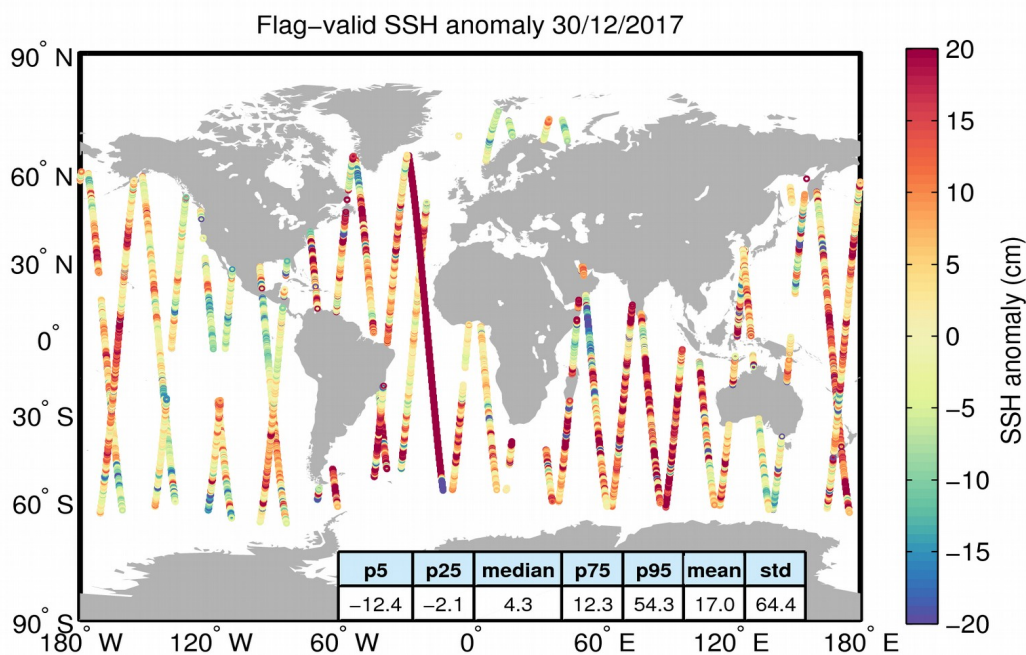 Flag−valid SSH anomaly 30/12/2017
90° N
60° N
30° N
0°
30° S
60° S
90° S
180° W
120° W
60° W
0°
60° E
120° E
180° E
p5 p25 median p75 p95 mean std
−12.4 −2.1 4.3 12.3 54.3 17.0 64.4
20
15
10
5
0
−5
−10
−15
−20
SSH anomaly (cm)